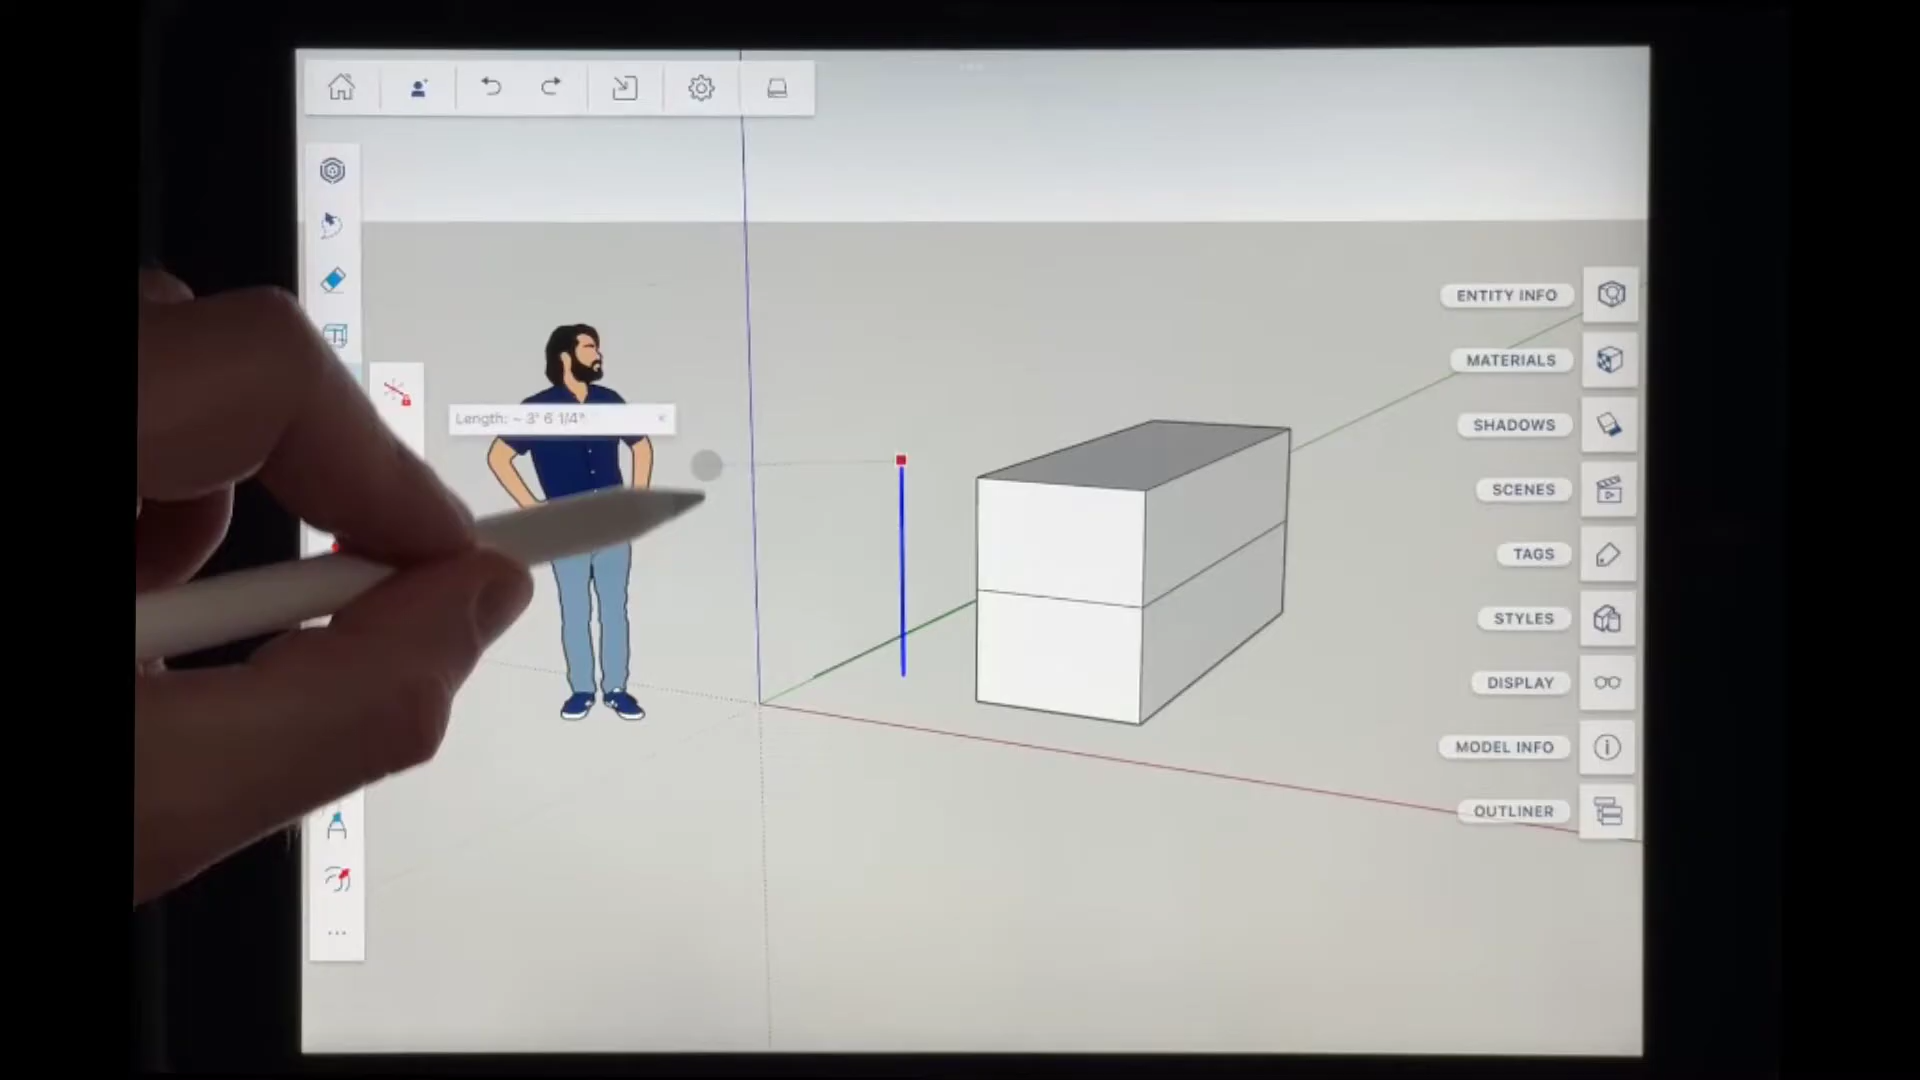 ENTITY INFO
MATERIALS
Length: ~ 3' 6 1/4"
SHADOWS
SCENES
TAGS
STYLES
DISPLAY
MODEL INFO
OUTLINER